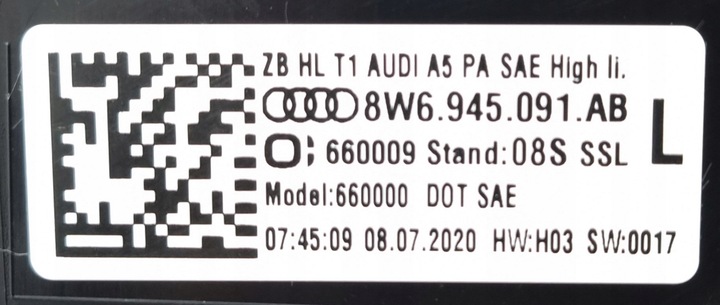 ZB HL T1 AUDI A5 PA SAE High li.
8W6.945.091.AB L
660009 Stand:08S SSL
Model:660000 DOT SAE
07:45:09 08.07.2020 HW:H03 SW:0017